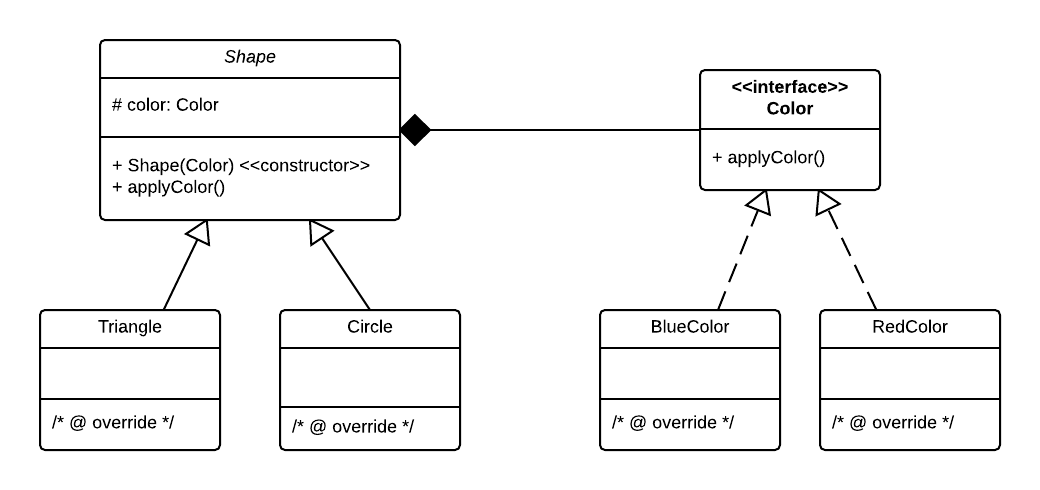 Shape
# color: Color
+ Shape(Color) <<constructor>>
+ applyColor()
<<interface>>
Color
+ applyColor()
Triangle
/* @ override */
Circle
/* @ override */
BlueColor
/* @ override */
RedColor
/* @ override */